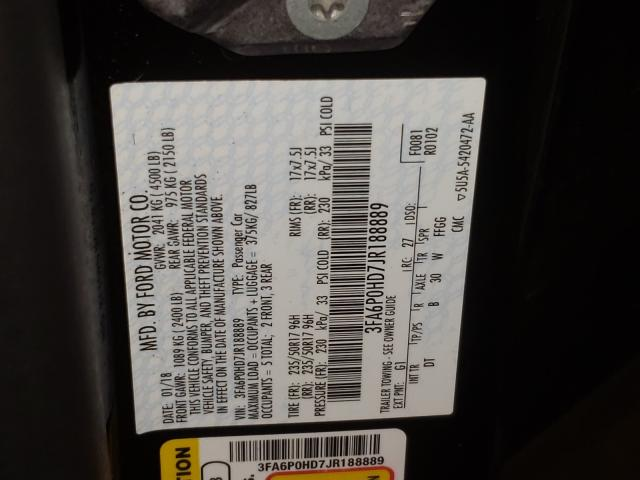 MFD. BY FORD MOTOR CO.
DATE: 01/18 GVWR: 2041 KG ( 4500 LB)
FRONT GAWR: 1089 KG ( 2400 LB) REAR GAWR: 975 KG ( 2150 LB)
THIS VEHICLE CONFORMS TO ALL APPLICABLE FEDERAL MOTOR
VEHICLE SAFETY, BUMPER, AND THEFT PREVENTION STANDARDS
IN EFFECT ON THE DATE OF MANUFACTURE SHOWN ABOVE.
VIN: 3FA6P0HD7JR188889 TYPE: Passenger Car
MAXIMUM LOAD = OCCUPANTS + LUGGAGE = 375KG/ 827LB
OCCUPANTS = 5 TOTAL; 2 FRONT, 3 REAR
TIRE (FR): 235/50R17 96H RIMS (FR): 17x7.5J
(RR): 235/50R17 96H (RR): 17x7.5J
PRESSURE (FR): 230 kPa/ 33 PSI COLD (RR): 230 kPa/ 33 PSI COLD
3FA6P0HD7JR188889
TRAILER TOWING - SEE OWNER GUIDE
EXT PNT: G1 RC: 27 DSO: F0081
R0102
INT TR TP/PS R AXLE TR SPR
DT B 30 W FFGG
CMC ▽5U5A-5420472-AA
3FA6P0HD7JR188889